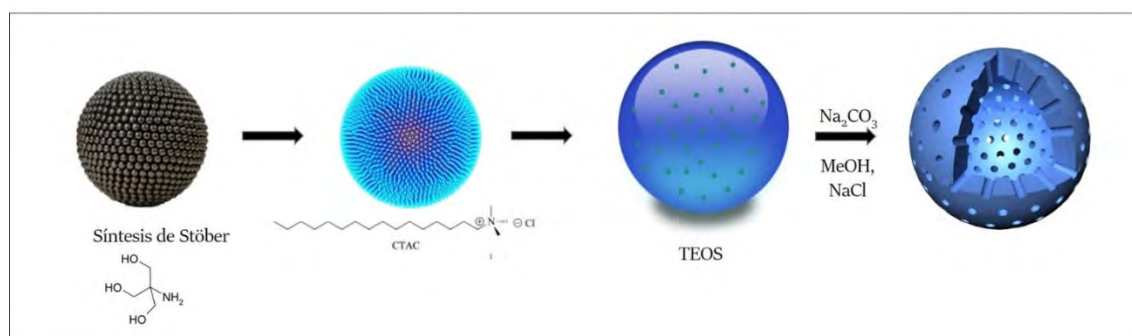 Síntesis de Stöber
HO
HO
NH₂
HO
N
⊕
⊖ Cl
CTAC
TEOS
Na₂CO₃
MeOH,
NaCl